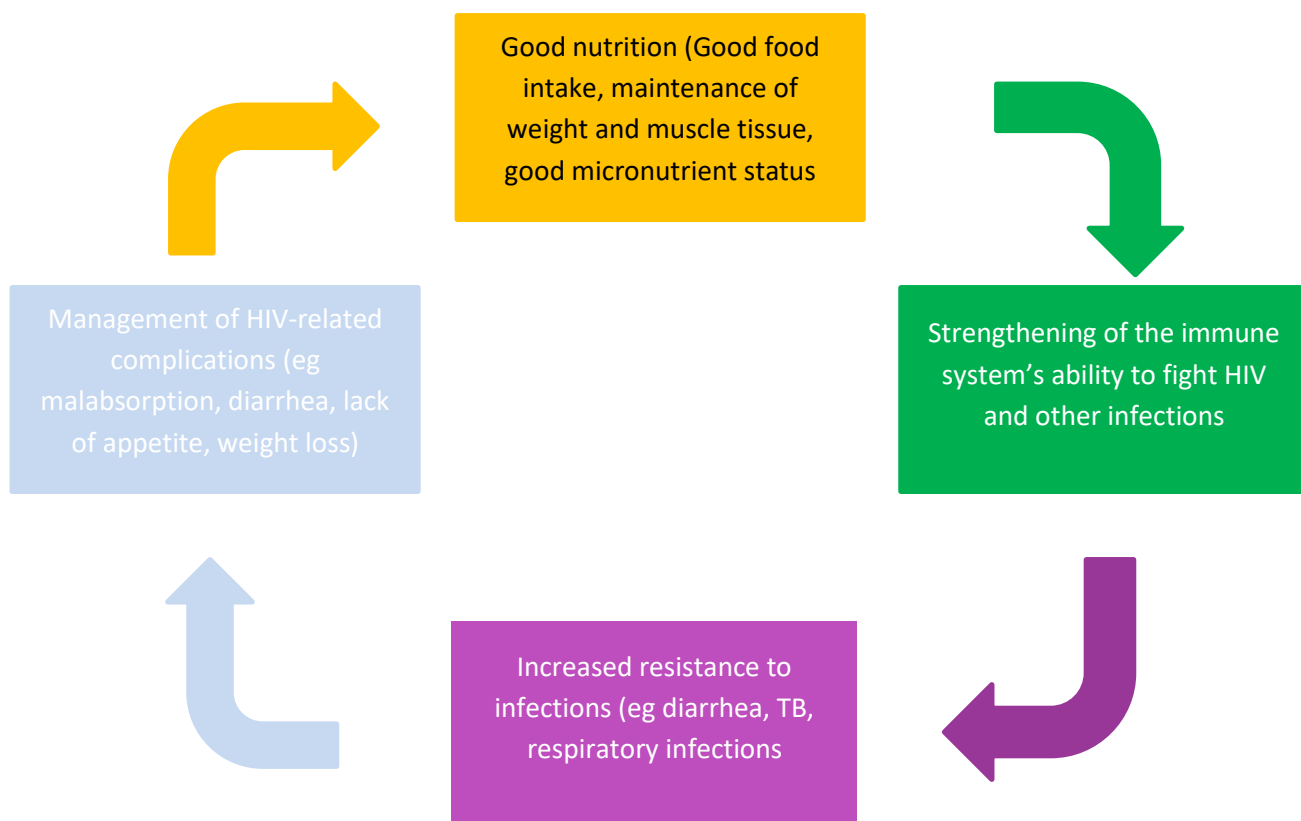 Good nutrition (Good food
intake, maintenance of
weight and muscle tissue,
good micronutrient status
Management of HIV-related
complications (eg
malabsorption, diarrhea, lack
of appetite, weight loss)
Strengthening of the immune
system’s ability to fight HIV
and other infections
Increased resistance to
infections (eg diarrhea, TB,
respiratory infections